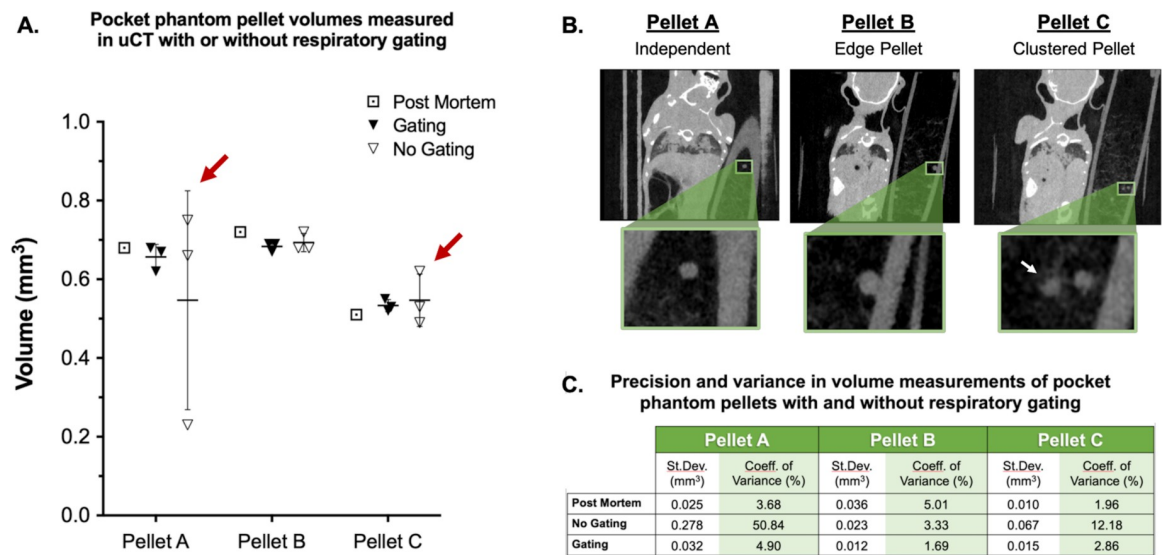 A. Pocket phantom pellet volumes measured
in uCT with or without respiratory gating
Post Mortem
Gating
No Gating
Volume (mm³)
1.0
0.8
0.6
0.4
0.2
0.0
Pellet A Pellet B Pellet C
B. Pellet A Pellet B Pellet C
Independent Edge Pellet Clustered Pellet
C. Precision and variance in volume measurements of pocket
phantom pellets with and without respiratory gating
Pellet A Pellet B Pellet C
St.Dev. Coeff. of St.Dev. Coeff. of St.Dev. Coeff. of
(mm³) Variance (%) (mm³) Variance (%) (mm³) Variance (%)
Post Mortem 0.025 3.68 0.036 5.01 0.010 1.96
No Gating 0.278 50.84 0.023 3.33 0.067 12.18
Gating 0.032 4.90 0.012 1.69 0.015 2.86